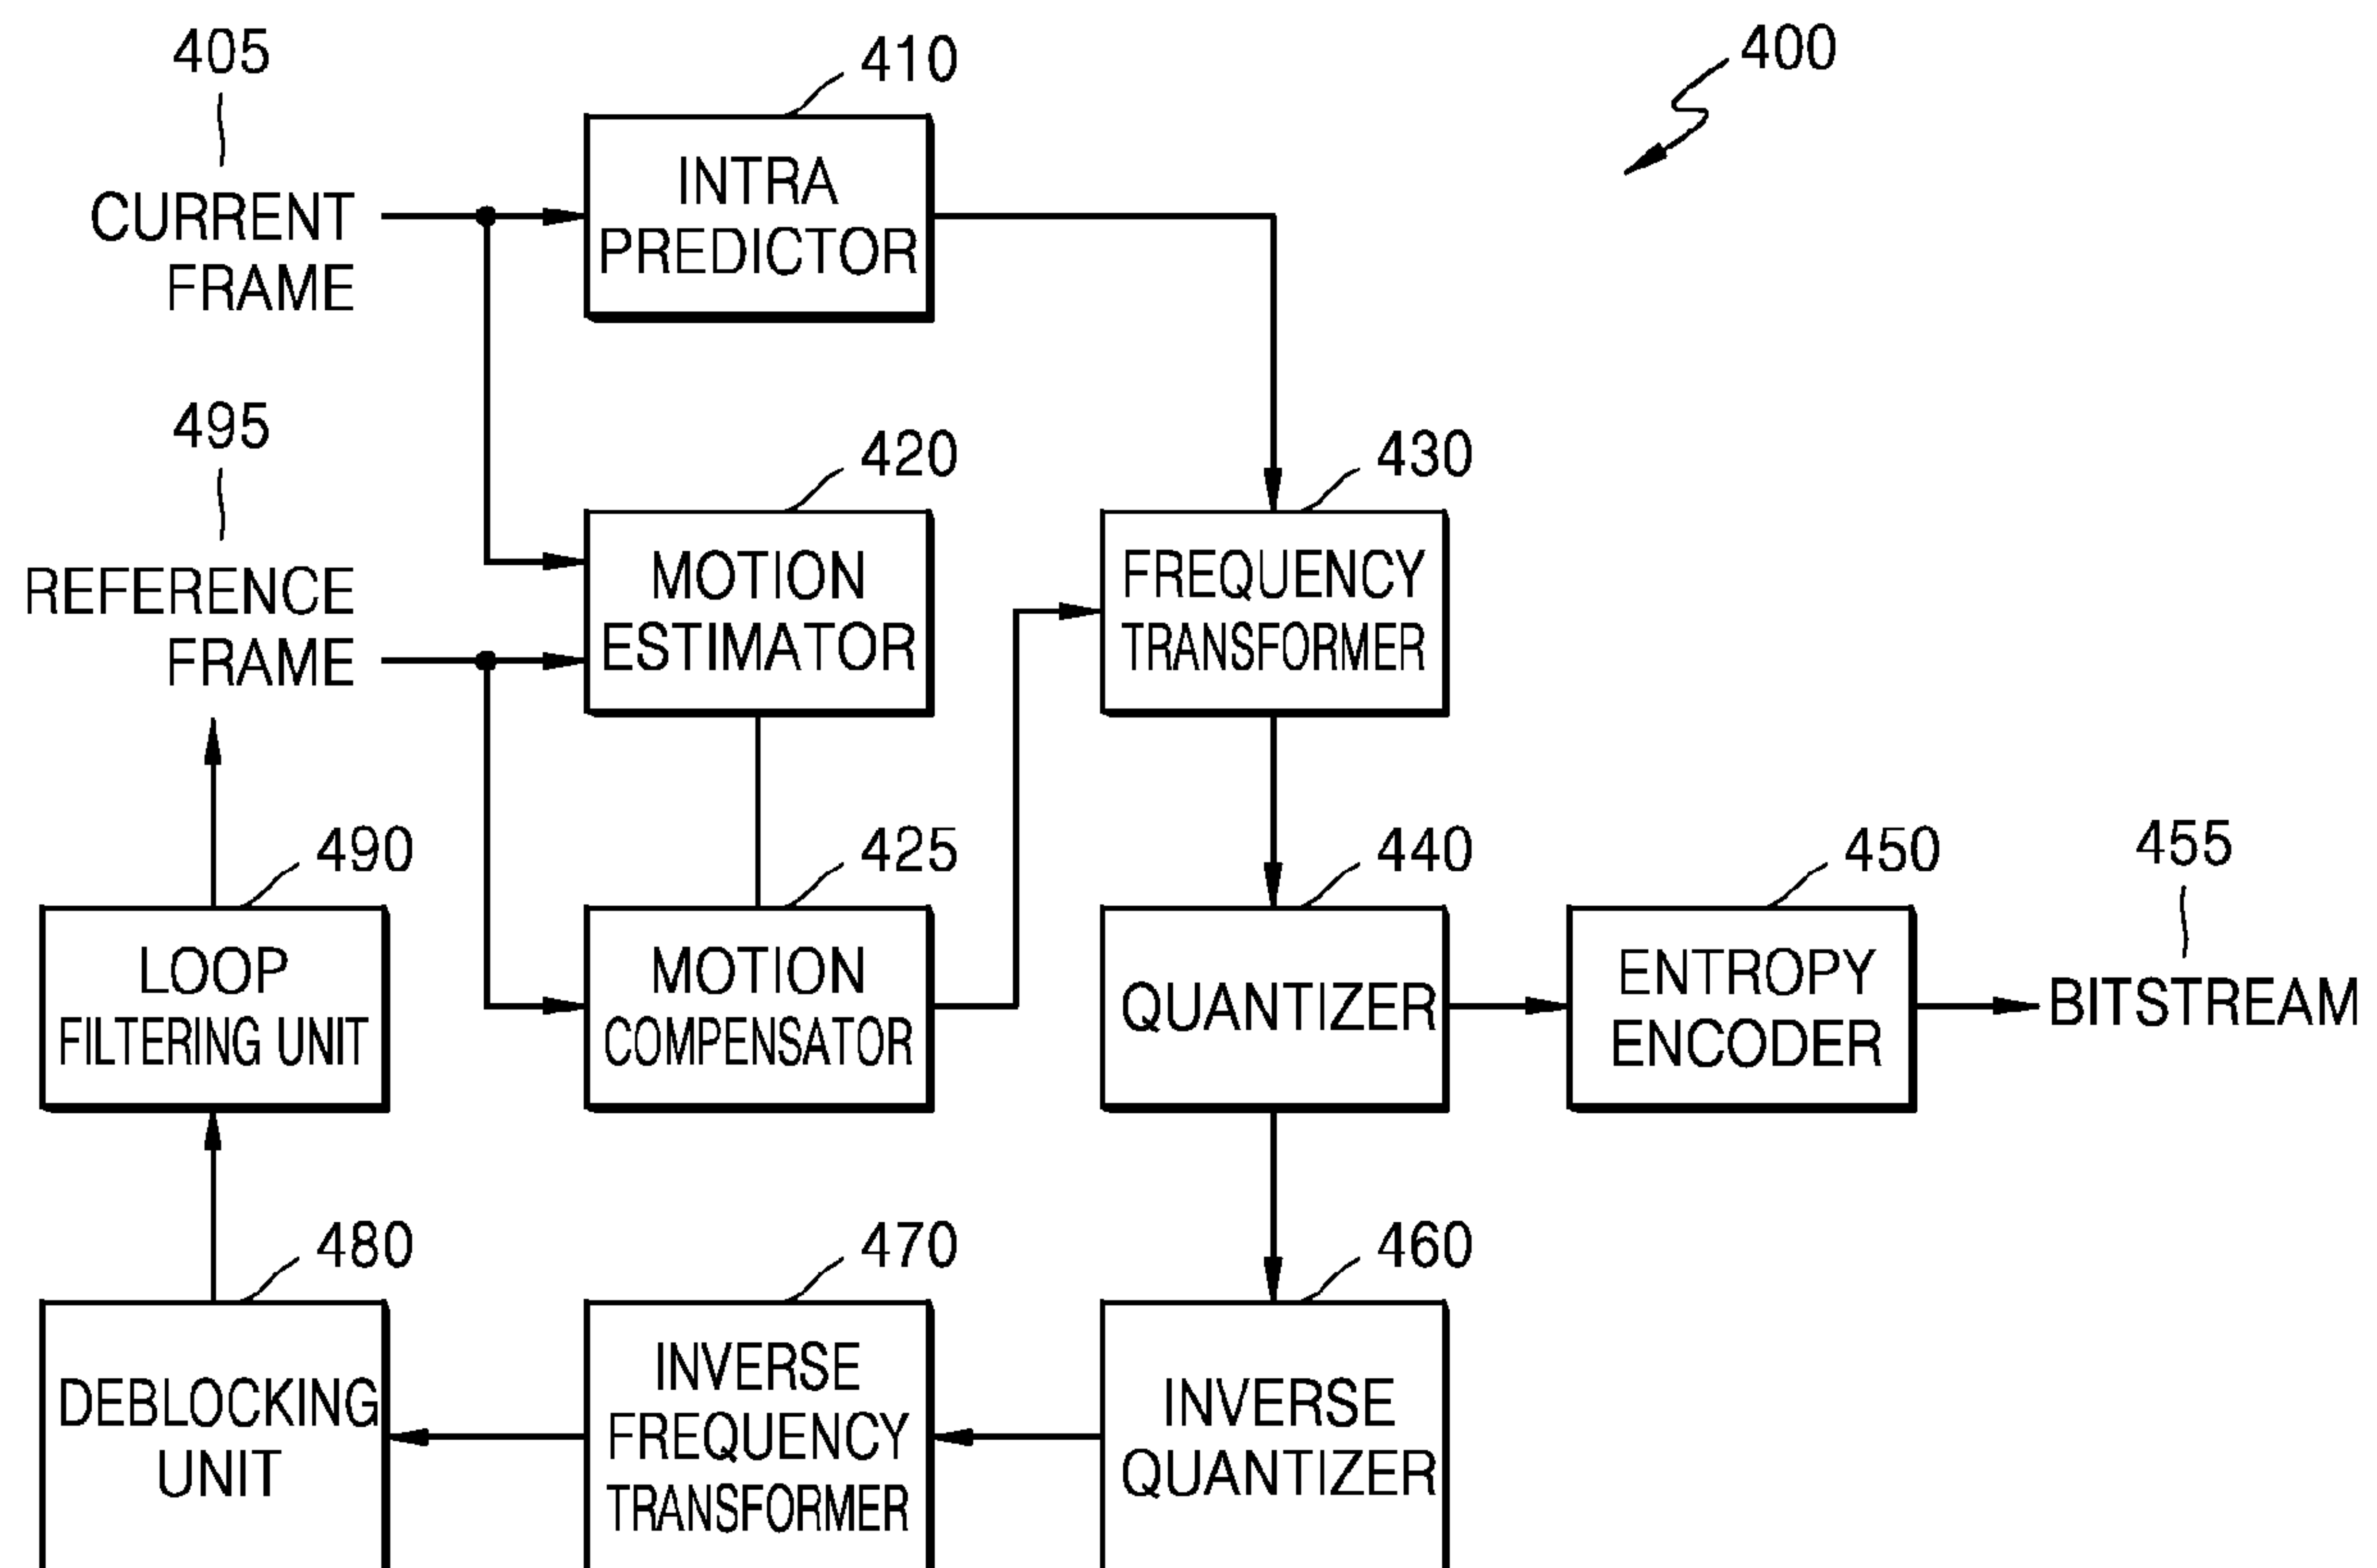 405
410
400
CURRENT
FRAME
INTRA
PREDICTOR
495
420
430
REFERENCE
FRAME
MOTION
ESTIMATOR
FREQUENCY
TRANSFORMER
490
425
440
450
455
LOOP
FILTERING UNIT
MOTION
COMPENSATOR
QUANTIZER
ENTROPY
ENCODER
BITSTREAM
480
470
460
DEBLOCKING
UNIT
INVERSE
FREQUENCY
TRANSFORMER
INVERSE
QUANTIZER